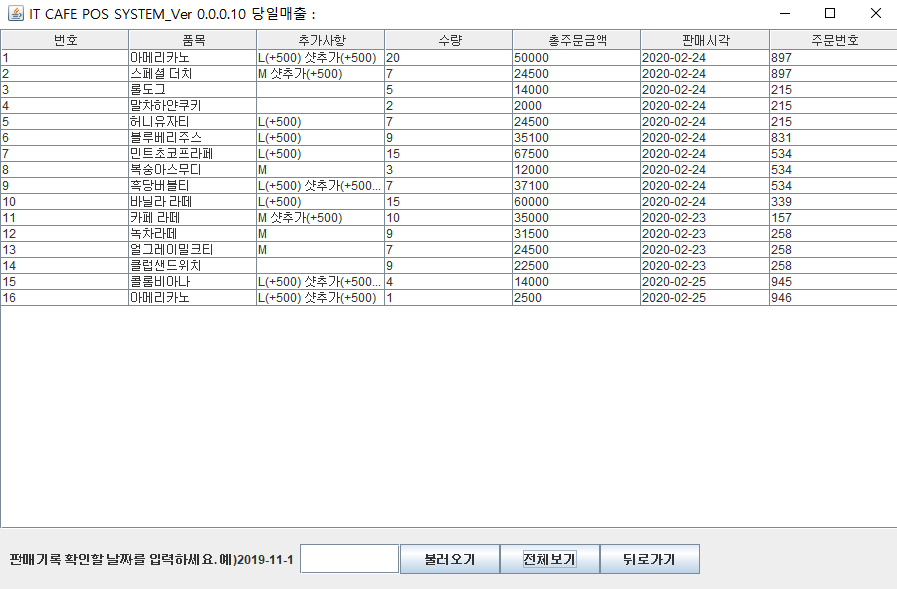 IT CAFE POS SYSTEM_Ver 0.0.0.10 당일매출 :
번호 품목 추가사항 수량 총주문금액 판매시각 주문번호
1 아메리카노 L(+500) 샷추가(+500) 20 50000 2020-02-24 897
2 스페셜 더치 M 샷추가(+500) 7 24500 2020-02-24 897
3 롤도그 5 14000 2020-02-24 215
4 말차하얀쿠키 2 2000 2020-02-24 215
5 허니유자티 L(+500) 7 24500 2020-02-24 215
6 블루베리주스 L(+500) 9 35100 2020-02-24 831
7 민트초코프라페 L(+500) 15 67500 2020-02-24 534
8 복숭아스무디 M 3 12000 2020-02-24 534
9 흑당버블티 L(+500) 샷추가(+500... 7 37100 2020-02-24 534
10 바닐라 라떼 L(+500) 15 60000 2020-02-24 339
11 카페 라떼 M 샷추가(+500) 10 35000 2020-02-23 157
12 녹차라떼 M 9 31500 2020-02-23 258
13 얼그레이밀크티 M 7 24500 2020-02-23 258
14 클럽샌드위치 9 22500 2020-02-23 258
15 콜롬비아나 L(+500) 샷추가(+500... 4 14000 2020-02-25 945
16 아메리카노 L(+500) 샷추가(+500) 1 2500 2020-02-25 946
판매기록 확인할 날짜를 입력하세요. 예)2019-11-1 불러오기 전체보기 뒤로가기